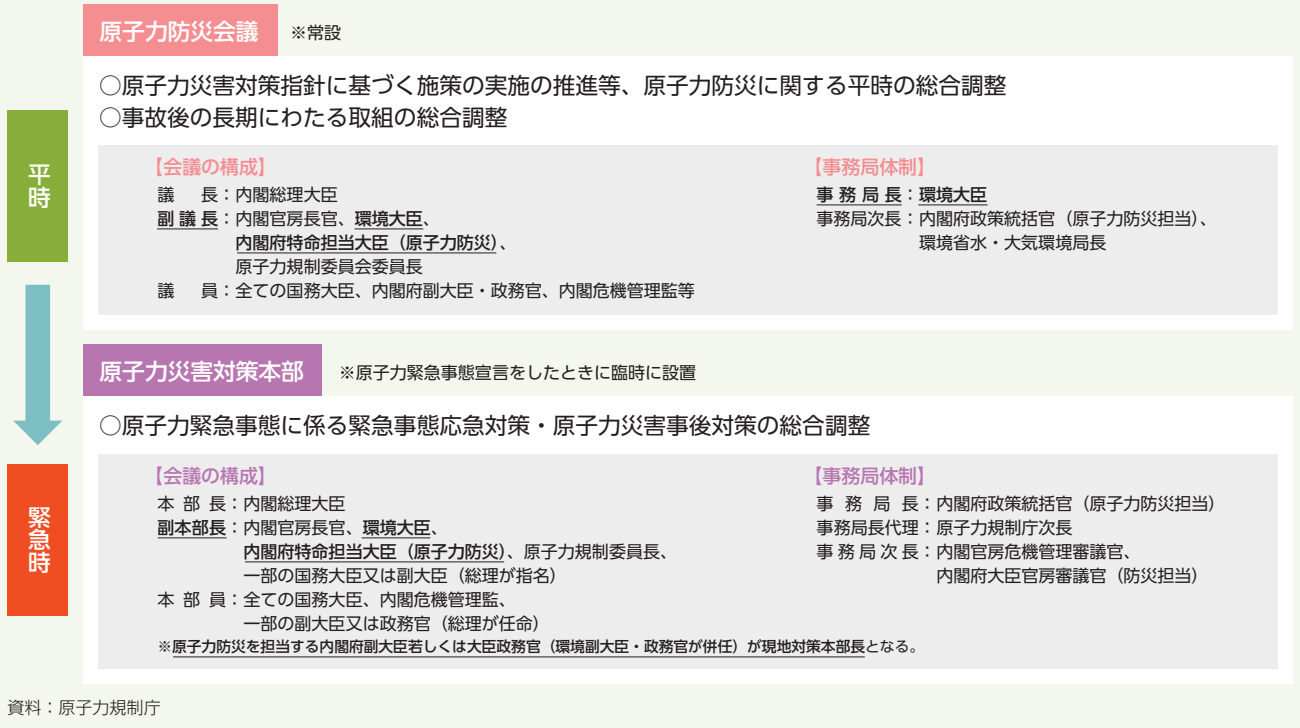 原子力防災会議 ※常設
○原子力災害対策指針に基づく施策の実施の推進等、原子力防災に関する平時の総合調整
○事故後の長期にわたる取組の総合調整
平時
【会議の構成】
議　長：内閣総理大臣
副議長：内閣官房長官、環境大臣、
内閣府特命担当大臣（原子力防災）、
原子力規制委員会委員長
議　員：全ての国務大臣、内閣府副大臣・政務官、内閣危機管理監等
【事務局体制】
事務局長：環境大臣
事務局次長：内閣府政策統括官（原子力防災担当）、
環境省水・大気環境局長
原子力災害対策本部 ※原子力緊急事態宣言をしたときに臨時に設置
○原子力緊急事態に係る緊急事態応急対策・原子力災害事後対策の総合調整
緊急時
【会議の構成】
本部長：内閣総理大臣
副本部長：内閣官房長官、環境大臣、
内閣府特命担当大臣（原子力防災）、原子力規制委員長、
一部の国務大臣又は副大臣（総理が指名）
本部員：全ての国務大臣、内閣危機管理監、
一部の副大臣又は政務官（総理が任命）
※原子力防災を担当する内閣府副大臣若しくは大臣政務官（環境副大臣・政務官が併任）が現地対策本部長となる。
【事務局体制】
事務局長：内閣府政策統括官（原子力防災担当）
事務局長代理：原子力規制庁次長
事務局次長：内閣官房危機管理審議官、
内閣府大臣官房審議官（防災担当）
資料：原子力規制庁